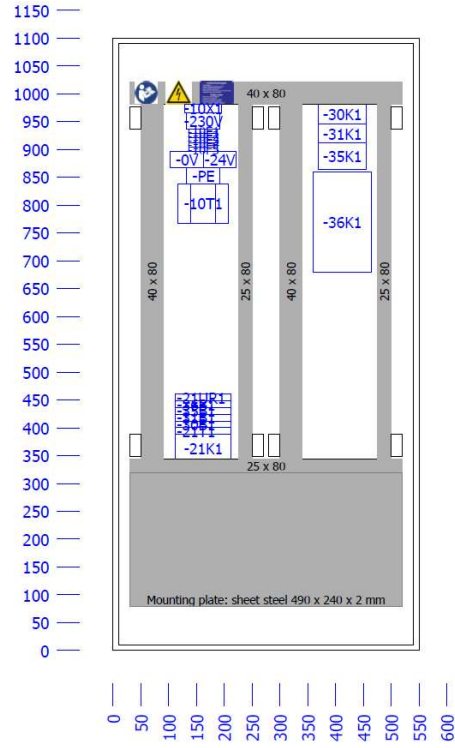 1150
1100
1050
1000
950
900
850
800
750
700
650
600
550
500
450
400
350
300
250
200
150
100
50
0
40 x 80
-10X1
-230V
-0V
-24V
-PE
-10T1
-30K1
-31K1
-35K1
-36K1
40 x 80
25 x 80
40 x 80
25 x 80
-21UR1
-21T1
-21K1
25 x 80
Mounting plate: sheet steel 490 x 240 x 2 mm
0
50
100
150
200
250
300
350
400
450
500
550
600